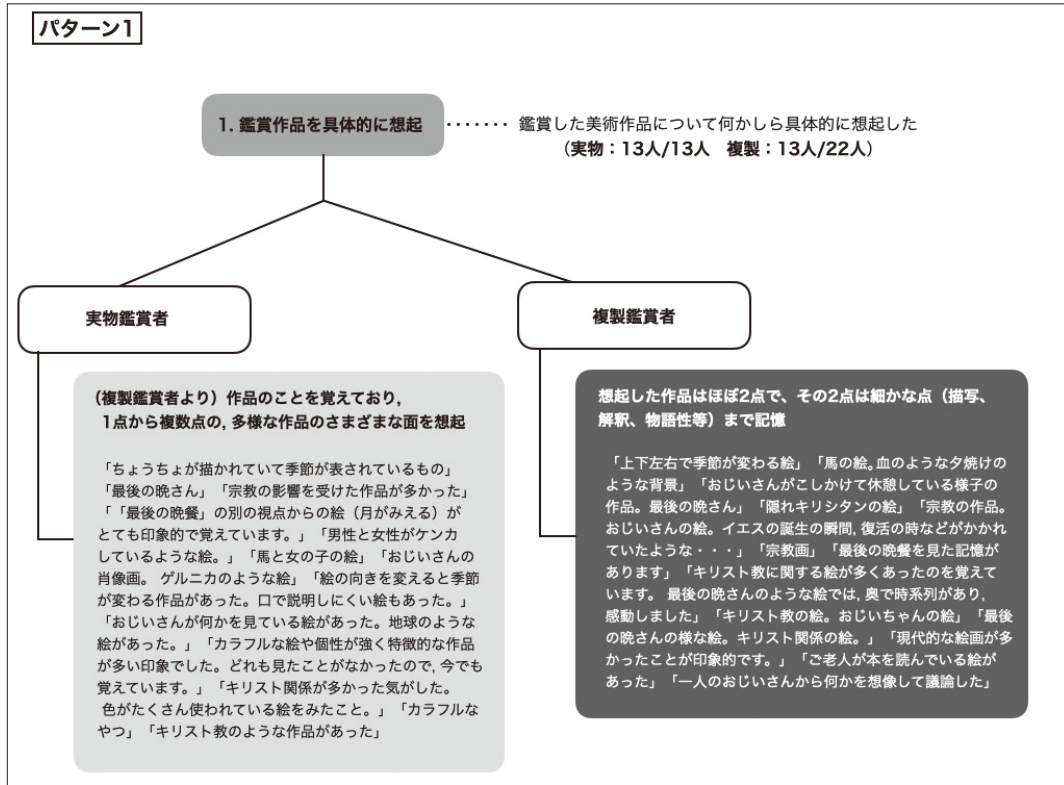 パターン1
1. 鑑賞作品を具体的に想起 ・・・・・・・ 鑑賞した美術作品について何かしら具体的に想起した
（実物：13人/13人　複製：13人/22人）
実物鑑賞者
複製鑑賞者
（複製鑑賞者より）作品のことを覚えており，
1点から複数点の, 多様な作品のさまざまな面を想起
「ちょうちょが描かれていて季節が表されているもの」
「最後の晩さん」「宗教の影響を受けた作品が多かった」
「「最後の晩餐」の別の視点からの絵（月がみえる）が
とても印象的で覚えています。」「男性と女性がケンカ
しているような絵。」「馬と女の子の絵」「おじいさんの
肖像画。 ゲルニカのような絵」「絵の向きを変えると季節
が変わる作品があった。口で説明しにくい絵もあった。」
「おじいさんが何かを見ている絵があった。地球のような
絵があった。」「カラフルな絵や個性が強く特徴的な作品
が多い印象でした。どれも見たことがなかったので, 今でも
覚えています。」「キリスト関係が多かった気がした。
色がたくさん使われている絵をみたこと。」「カラフルな
やつ」「キリスト教のような作品があった」
想起した作品はほぼ2点で、その2点は細かな点（描写、
解釈、物語性等）まで記憶
「上下左右で季節が変わる絵」「馬の絵。血のような夕焼けの
ような背景」「おじいさんがこしかけて休憩している様子の
作品。最後の晩さん」「隠れキリシタンの絵」「宗教の作品。
おじいさんの絵。イエスの誕生の瞬間, 復活の時などがかかれ
ていたような・・・」「宗教画」「最後の晩餐を見た記憶が
あります」「キリスト教に関する絵が多くあったのを覚えて
います。 最後の晩さんのような絵では, 奥で時系列があり,
感動しました」「キリスト教の絵。おじいちゃんの絵」「最後
の晩さんの様な絵。キリスト関係の絵。」「現代的な絵画が多
かったことが印象的です。」「ご老人が本を読んでいる絵が
あった」「一人のおじいさんから何かを想像して議論した」